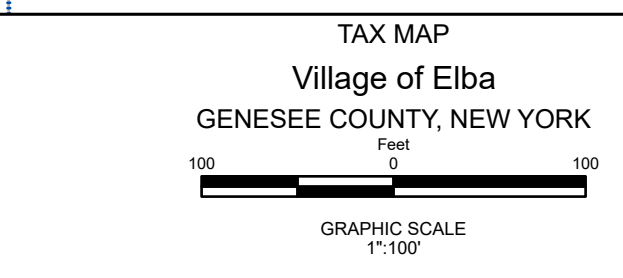 TAX MAP
Village of Elba
GENESEE COUNTY, NEW YORK
Feet
100 0 100
GRAPHIC SCALE
1":100'